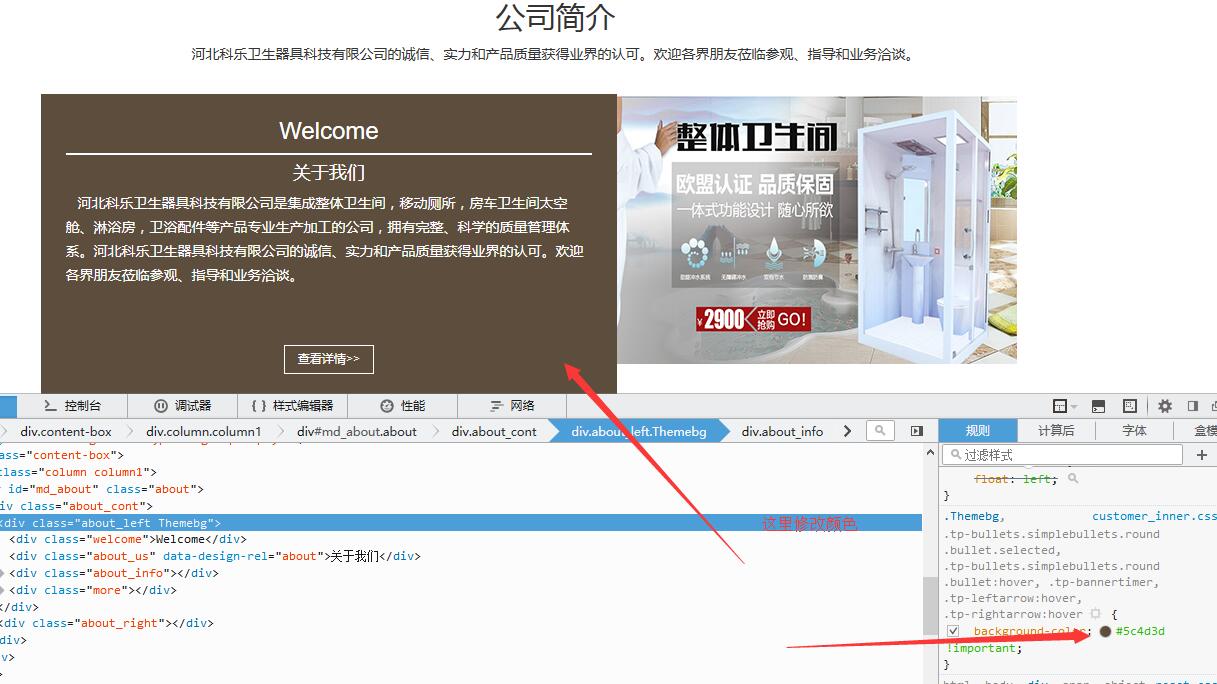 公司简介
河北科乐卫生器具科技有限公司的诚信、实力和产品质量获得业界的认可。欢迎各界朋友莅临参观、指导和业务洽谈。
Welcome
关于我们
河北科乐卫生器具科技有限公司是集成整体卫生间，移动厕所，房车卫生间太空
舱、淋浴房，卫浴配件等产品专业生产加工的公司，拥有完整、科学的质量管理体
系。河北科乐卫生器具科技有限公司的诚信、实力和产品质量获得业界的认可。欢迎
各界朋友莅临参观、指导和业务洽谈。
查看详情>>
整体卫生间
欧盟认证 品质保固
一体式功能设计 随心所欲
¥2900 立即抢购 GO!
控制台 调试器 { } 样式编辑器 性能 网络
div.content-box div.column.column1 div#md_about.about div.about_cont div.about_left.Themebg div.about_info
规则 计算后 字体 盒模
过滤样式 +
ass="content-box">
class="column column1">
id="md_about" class="about">
iv class="about_cont">
<div class="about_left Themebg">
这里修改颜色
<div class="welcome">Welcome</div>
<div class="about_us" data-design-rel="about">关于我们</div>
<div class="about_info"></div>
<div class="more"></div>
</div>
<div class="about_right"></div>
div>
v>
float: left;
}
.Themebg, customer_inner.css
.tp-bullets.simplebullets.round
.bullet.selected,
.tp-bullets.simplebullets.round
.bullet:hover, .tp-bannertimer,
.tp-leftarrow:hover,
.tp-rightarrow:hover {
background-color: #5c4d3d
!important;
}